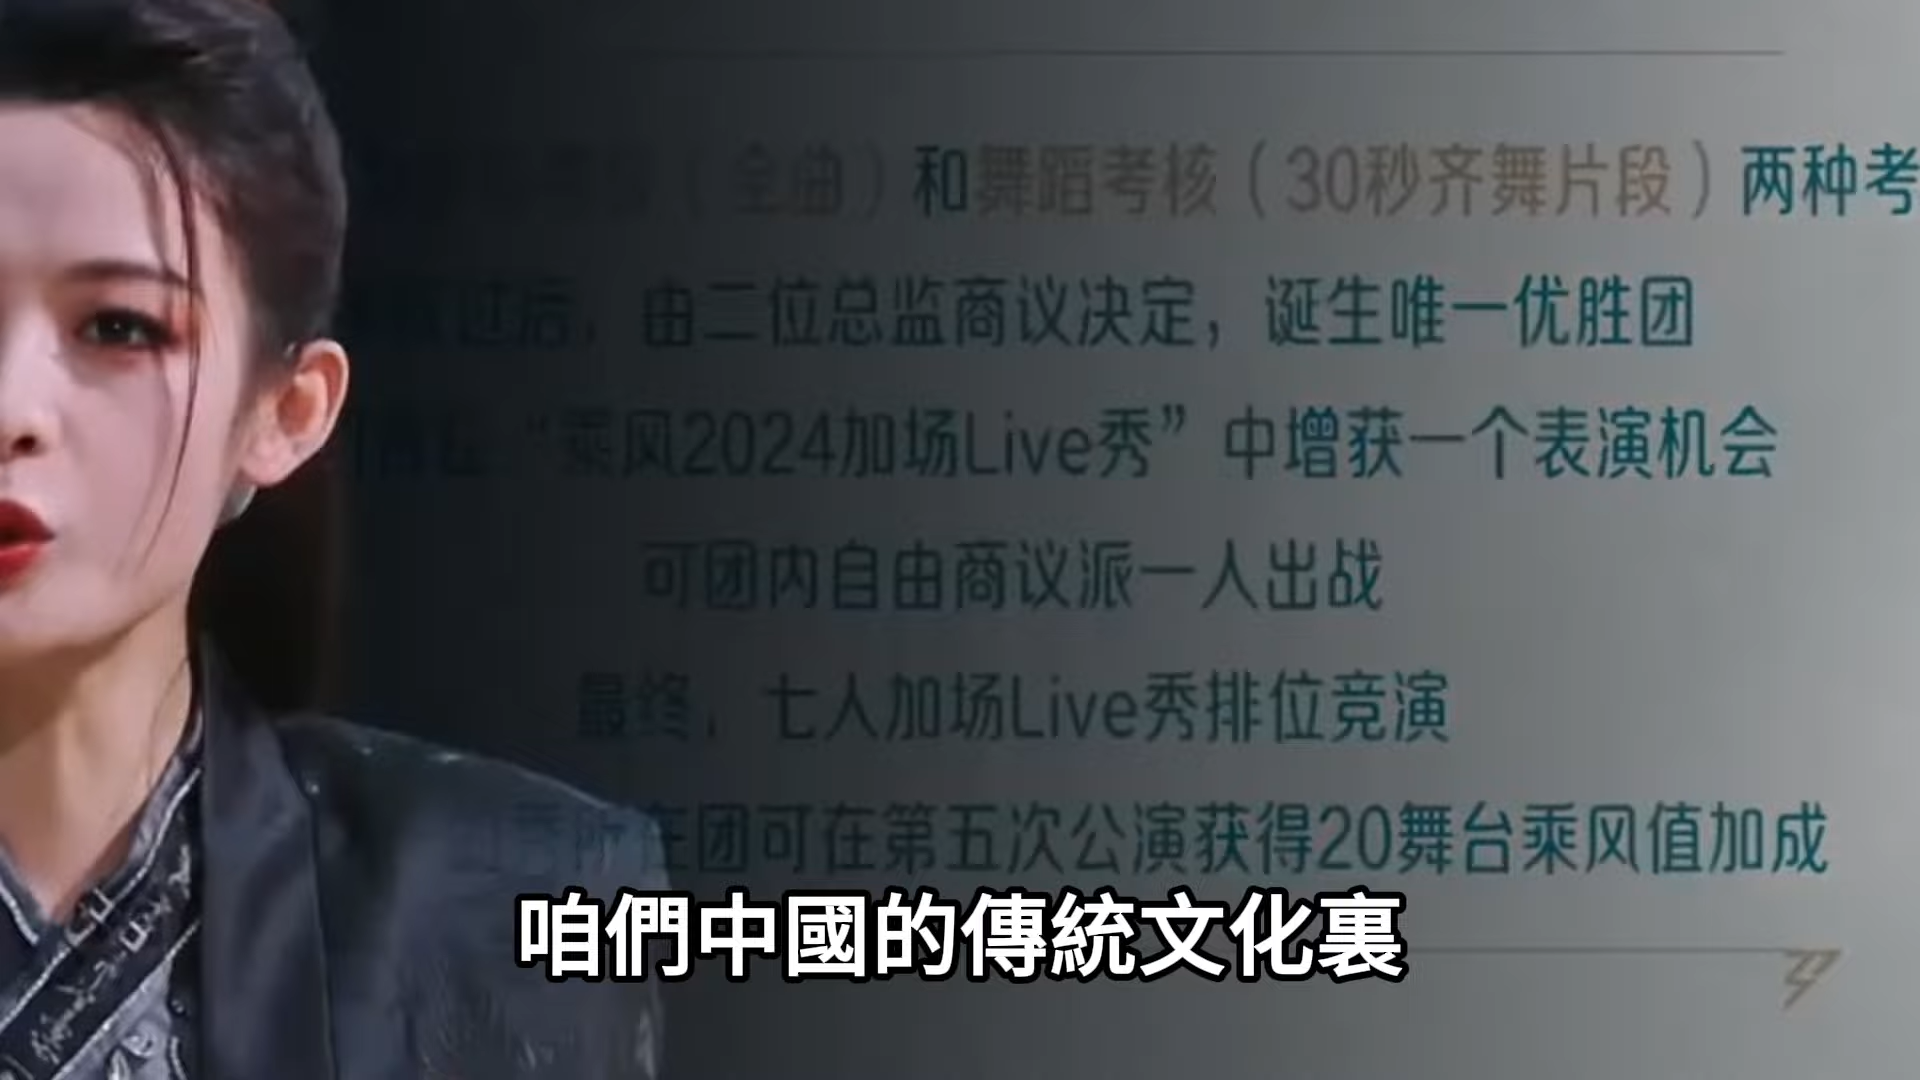 （全曲）和舞蹈考核（30秒齐舞片段）两种考
过后，由二位总监商议决定，诞生唯一优胜团
“乘风2024加场Live秀”中增获一个表演机会
可团内自由商议派一人出战
最终，七人加场Live秀排位竞演
所在团可在第五次公演获得20舞台乘风值加成
咱們中國的傳統文化裏